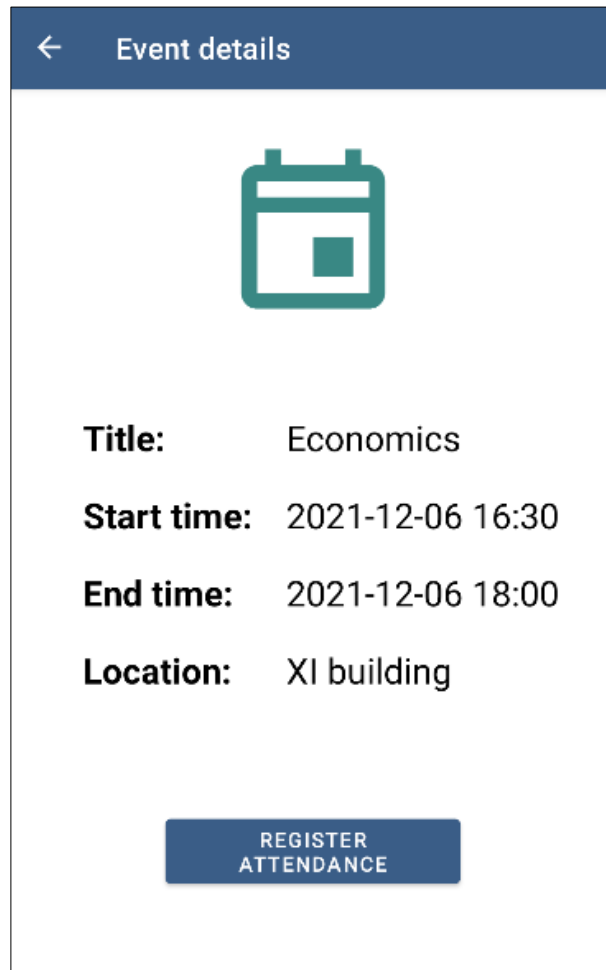 Event details
Title: Economics
Start time: 2021-12-06 16:30
End time: 2021-12-06 18:00
Location: XI building
REGISTER
ATTENDANCE